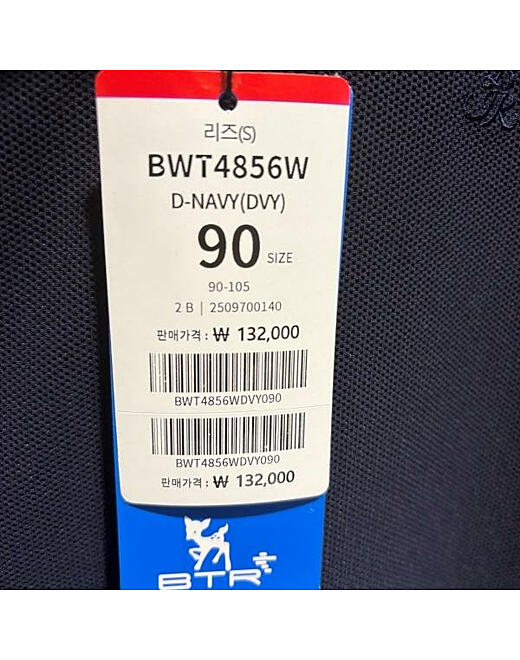 리즈(S)
BWT4856W
D-NAVY(DVY)
90 SIZE
90-105
2 B | 2509700140
판매가격 : ₩ 132,000
BWT4856WDVY090
BWT4856WDVY090
판매가격 : ₩ 132,000
BTR